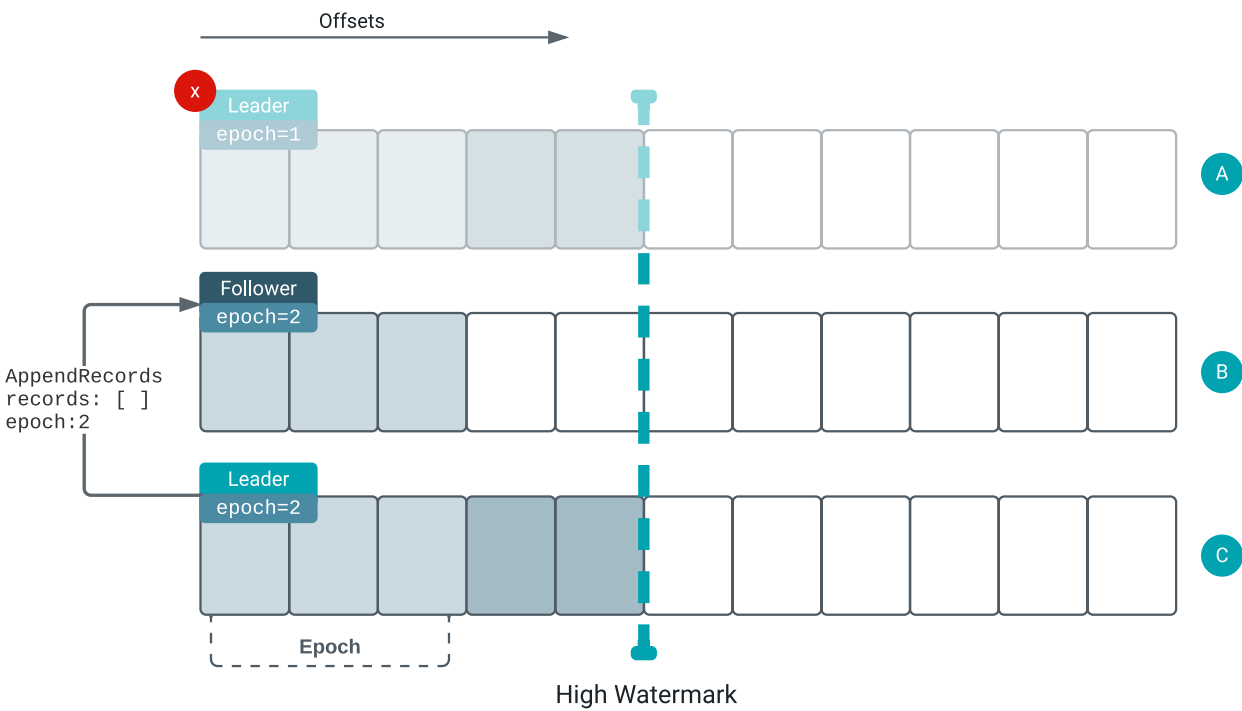 Offsets
x
Leader
epoch=1
A
Follower
epoch=2
AppendRecords
records: [ ]
epoch:2
B
Leader
epoch=2
C
Epoch
High Watermark